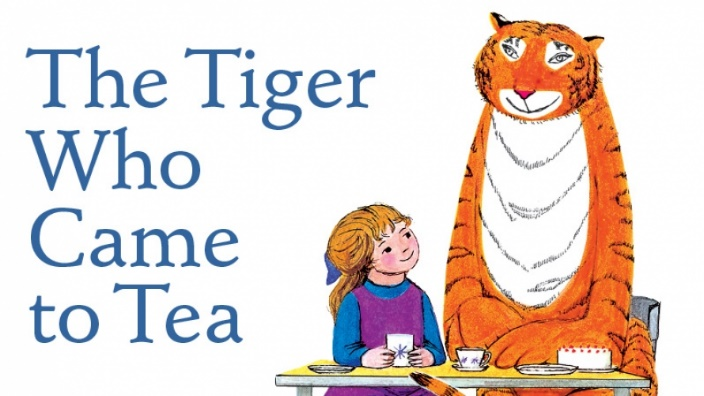 The Tiger
Who
Came
to Tea